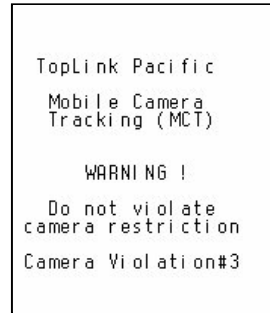 TopLink Pacific
Mobile Camera
Tracking (MCT)
WARNING !
Do not violate
camera restriction
Camera Violation#3